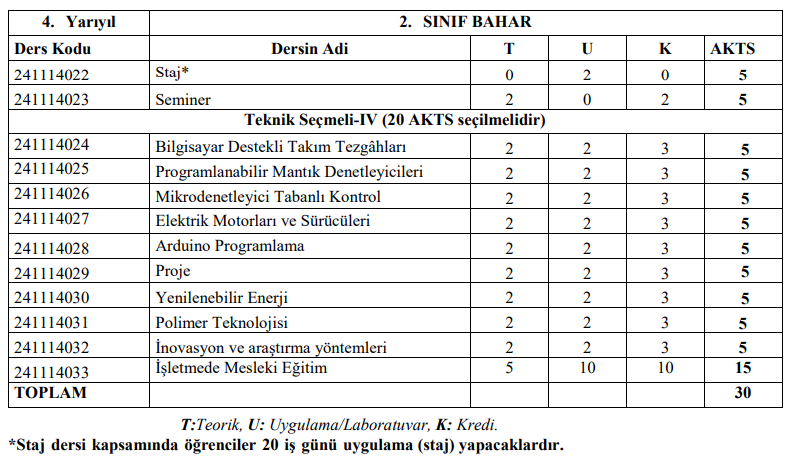 4. Yarıyıl 2. SINIF BAHAR
Ders Kodu Dersin Adi T U K AKTS
241114022 Staj* 0 2 0 5
241114023 Seminer 2 0 2 5
Teknik Seçmeli-IV (20 AKTS seçilmelidir)
241114024 Bilgisayar Destekli Takım Tezgâhları 2 2 3 5
241114025 Programlanabilir Mantık Denetleyicileri 2 2 3 5
241114026 Mikrodenetleyici Tabanlı Kontrol 2 2 3 5
241114027 Elektrik Motorları ve Sürücüleri 2 2 3 5
241114028 Arduino Programlama 2 2 3 5
241114029 Proje 2 2 3 5
241114030 Yenilenebilir Enerji 2 2 3 5
241114031 Polimer Teknolojisi 2 2 3 5
241114032 İnovasyon ve araştırma yöntemleri 2 2 3 5
241114033 İşletmede Mesleki Eğitim 5 10 10 15
TOPLAM 30
T:Teorik, U: Uygulama/Laboratuvar, K: Kredi.
*Staj dersi kapsamında öğrenciler 20 iş günü uygulama (staj) yapacaklardır.